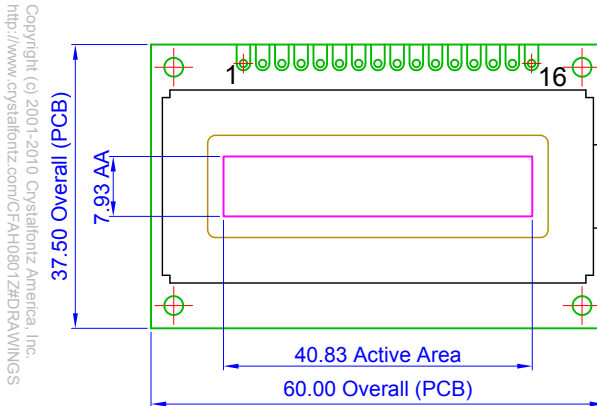 Copyright (c) 2001-2010 Crystalfontz America, Inc.
http://www.crystalfontz.com/CFAH0801Z#DRAWINGS
1
16
37.50 Overall (PCB)
7.93 AA
40.83 Active Area
60.00 Overall (PCB)